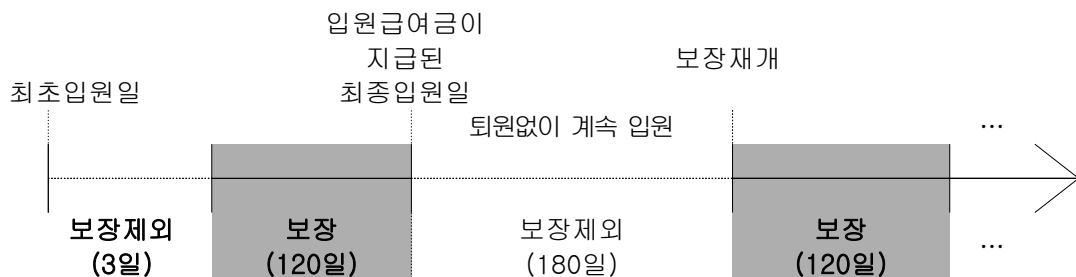 입원급여금이
지급된
최종입원일
보장재개
최초입원일
퇴원없이 계속 입원
...
보장제외
(3일)
보장
(120일)
보장제외
(180일)
보장
(120일)
...